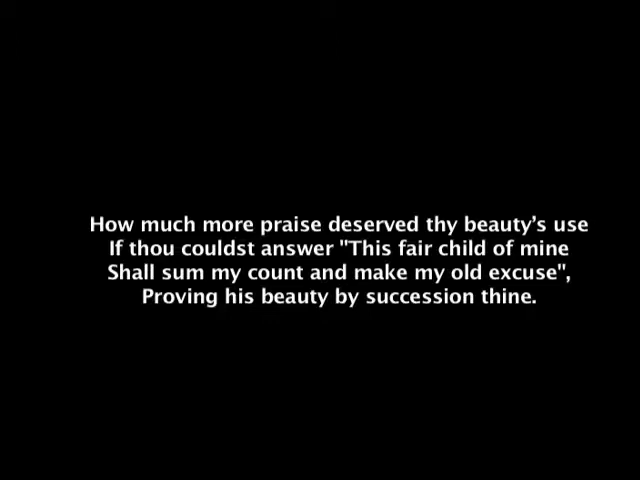 How much more praise deserved thy beauty’s use
If thou couldst answer "This fair child of mine
Shall sum my count and make my old excuse",
Proving his beauty by succession thine.